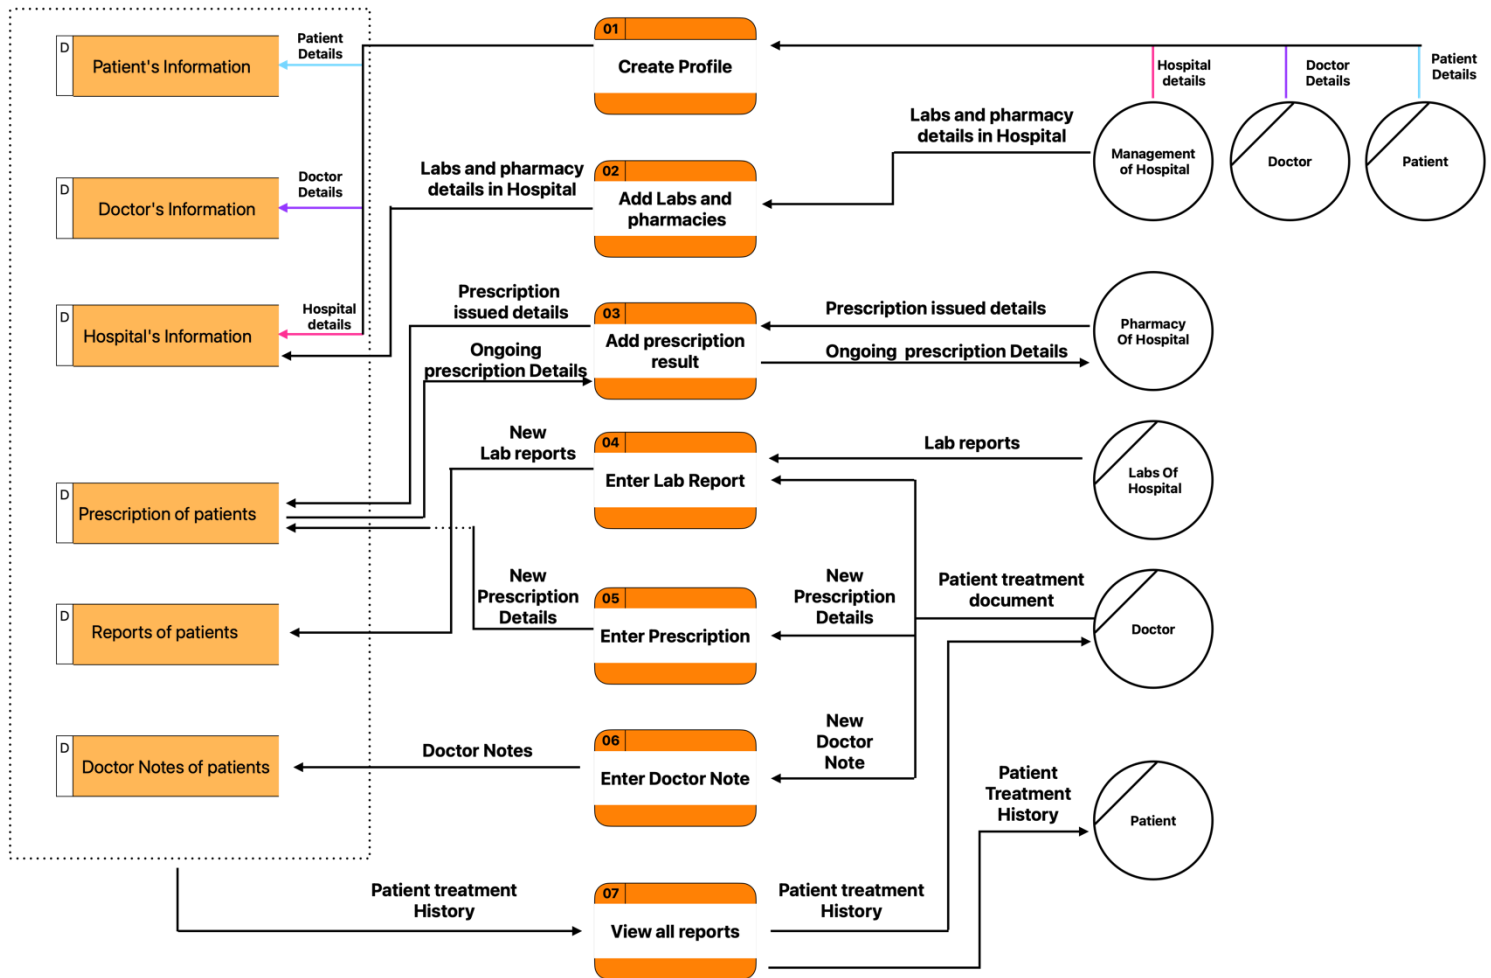 01
Create Profile
D
Patient's Information
Patient
Details
Hospital
details
Doctor
Details
Patient
Details
Management
of Hospital
Doctor
Patient
Labs and pharmacy
details in Hospital
02
Add Labs and
pharmacies
Labs and pharmacy
details in Hospital
D
Doctor's Information
Doctor
Details
D
Hospital's Information
Hospital
details
Prescription
issued details
03
Add prescription
result
Ongoing
prescription Details
Prescription issued details
Ongoing prescription Details
Pharmacy
Of Hospital
New
Lab reports
04
Enter Lab Report
Lab reports
Labs Of
Hospital
D
Prescription of patients
New
Prescription
Details
05
Enter Prescription
New
Prescription
Details
Patient treatment
document
Doctor
D
Reports of patients
D
Doctor Notes of patients
Doctor Notes
06
Enter Doctor Note
New
Doctor
Note
Patient
Treatment
History
Patient
Patient treatment
History
07
View all reports
Patient treatment
History